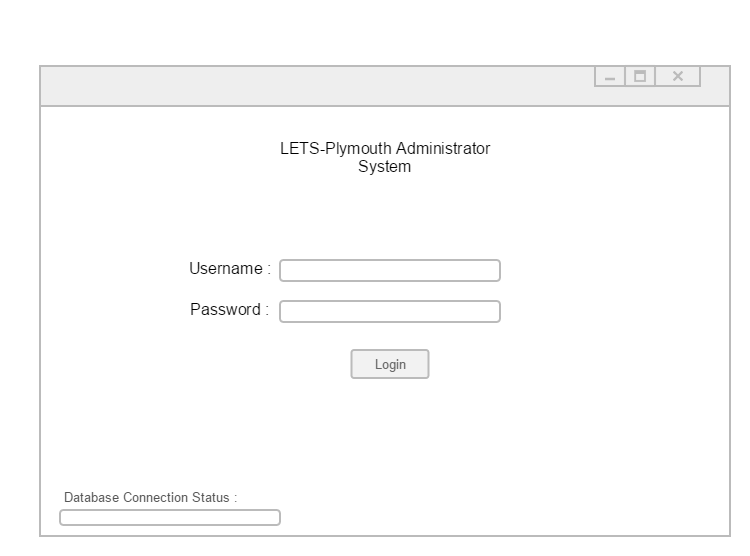 LETS-Plymouth Administrator
System
Username :
Password :
Login
Database Connection Status :